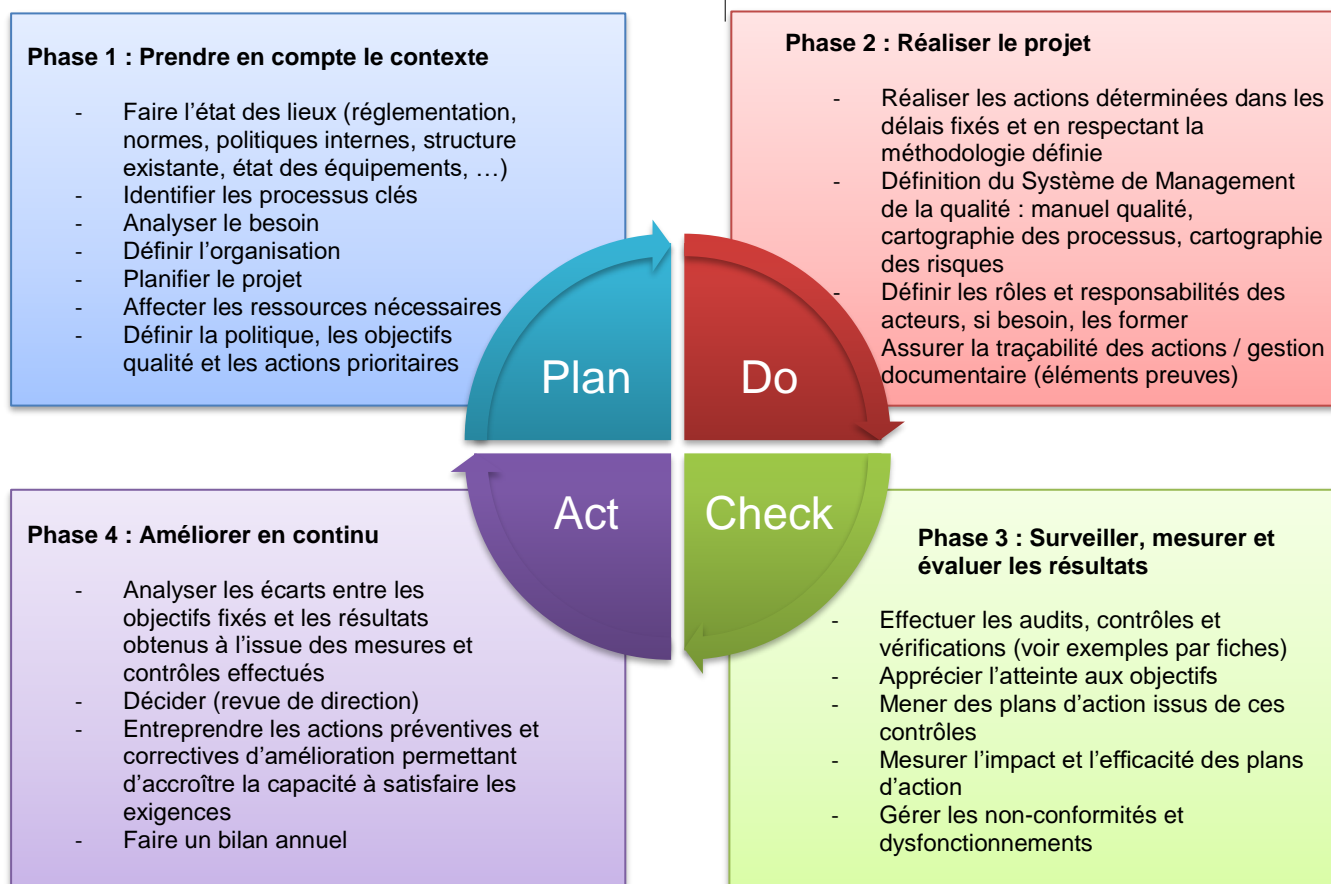 Phase 1 : Prendre en compte le contexte
- Faire l’état des lieux (réglementation,
normes, politiques internes, structure
existante, état des équipements, …)
- Identifier les processus clés
- Analyser le besoin
- Définir l’organisation
- Planifier le projet
- Affecter les ressources nécessaires
- Définir la politique, les objectifs
qualité et les actions prioritaires
Phase 2 : Réaliser le projet
- Réaliser les actions déterminées dans les
délais fixés et en respectant la
méthodologie définie
- Définition du Système de Management
de la qualité : manuel qualité,
cartographie des processus, cartographie
des risques
- Définir les rôles et responsabilités des
acteurs, si besoin, les former
Assurer la traçabilité des actions / gestion
documentaire (éléments preuves)
Plan
Do
Act
Check
Phase 4 : Améliorer en continu
- Analyser les écarts entre les
objectifs fixés et les résultats
obtenus à l’issue des mesures et
contrôles effectués
- Décider (revue de direction)
- Entreprendre les actions préventives et
correctives d’amélioration permettant
d’accroître la capacité à satisfaire les
exigences
- Faire un bilan annuel
Phase 3 : Surveiller, mesurer et
évaluer les résultats
- Effectuer les audits, contrôles et
vérifications (voir exemples par fiches)
- Apprécier l’atteinte aux objectifs
- Mener des plans d’action issus de ces
contrôles
- Mesurer l’impact et l’efficacité des plans
d’action
- Gérer les non-conformités et
dysfonctionnements